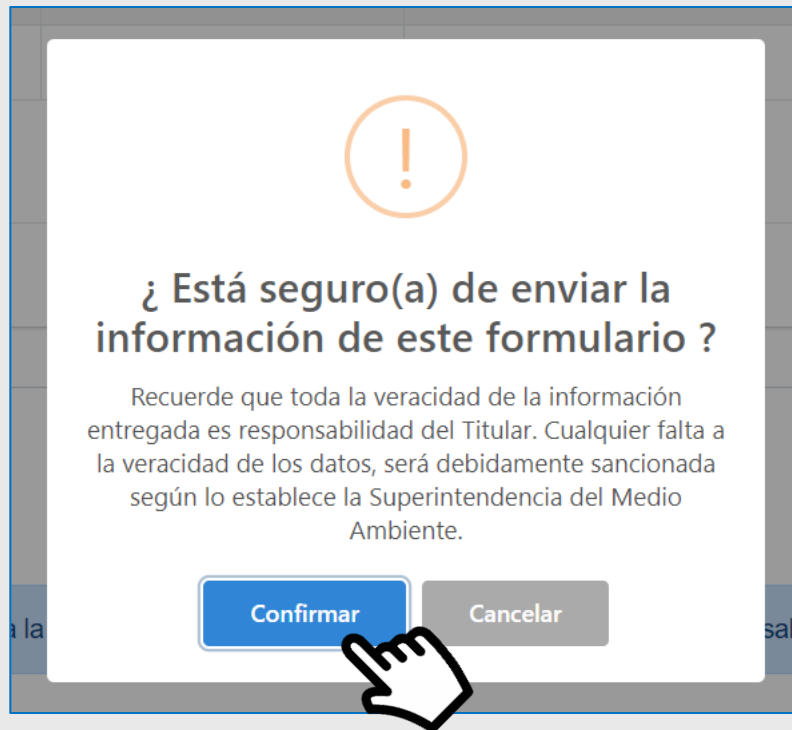 ¿ Está seguro(a) de enviar la
información de este formulario ?
Recuerde que toda la veracidad de la información
entregada es responsabilidad del Titular. Cualquier falta a
la veracidad de los datos, será debidamente sancionada
según lo establece la Superintendencia del Medio
Ambiente.
Confirmar Cancelar
a la sal